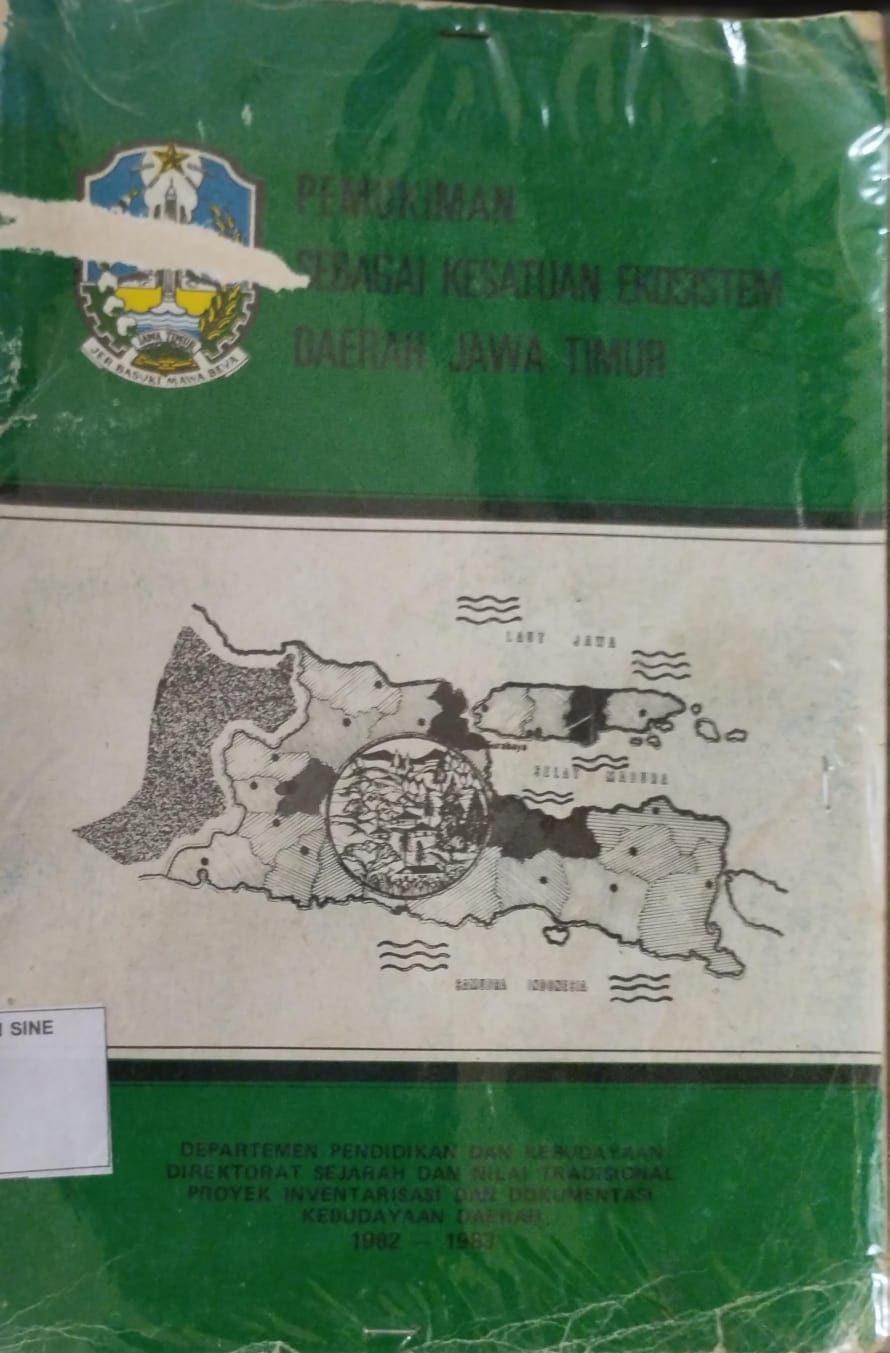 PEMUKIMAN
SEBAGAI KESATUAN EKOSISTEM
DAERAH JAWA TIMUR
JAWA TIMUR
JER BASUKI MAWA BEYA
LAUT JAWA
Surabaya
SELAT MADURA
SAMUDRA INDONESIA
SINE
DEPARTEMEN PENDIDIKAN DAN KEBUDAYAAN
DIREKTORAT SEJARAH DAN NILAI TRADISIONAL
PROYEK INVENTARISASI DAN DOKUMENTASI
KEBUDAYAAN DAERAH
1982 — 1983